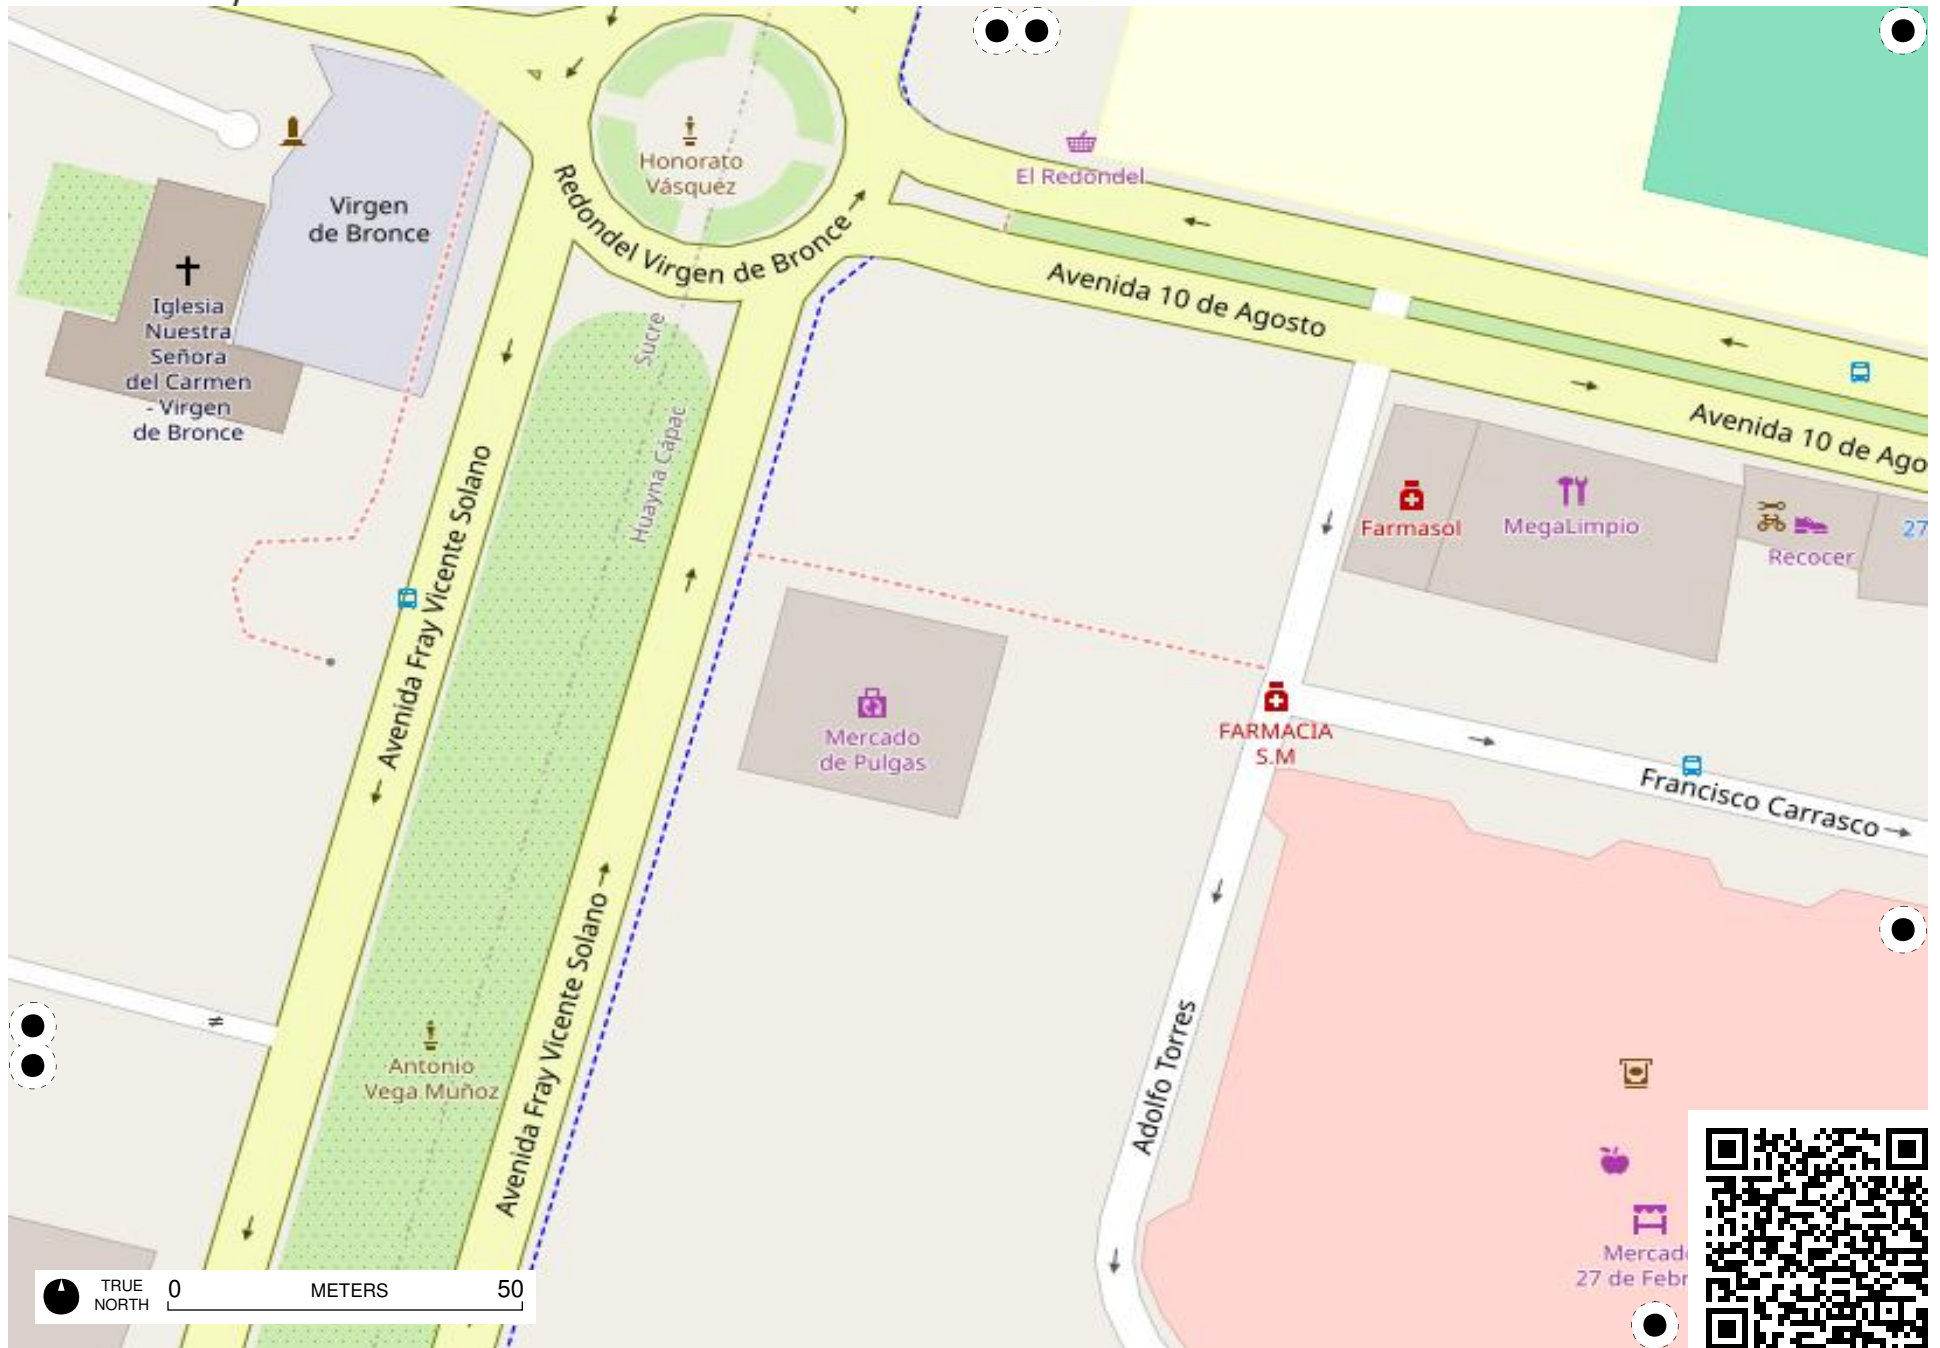 Honorato
Vásquez
El Redondel
Virgen
de Bronce
Redondel Virgen de Bronce
Iglesia
Nuestra
Señora
del Carmen
- Virgen
de Bronce
Avenida 10 de Agosto
Avenida 10 de Ago
Sucre
Huayna Cápac
Avenida Fray Vicente Solano
Farmasol
MegaLimpio
Recocer
27
Mercado
de Pulgas
FARMACIA
S.M
Francisco Carrasco
Avenida Fray Vicente Solano
Antonio
Vega Muñoz
Adolfo Torres
Mercad
27 de Febr
TRUE
NORTH
0 METERS 50